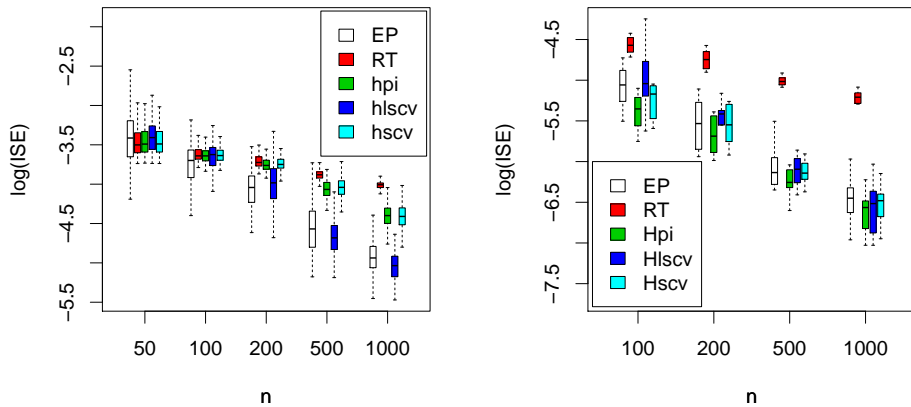 log(ISE)
-2.5
-3.5
-4.5
-5.5
50
100
200
500
1000
n
EP
RT
hpi
hlscv
hscv
log(ISE)
-4.5
-5.5
-6.5
-7.5
100
200
500
1000
n
EP
RT
Hpi
Hlscv
Hscv